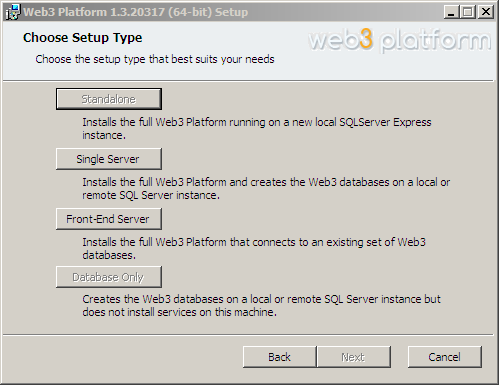 Web3 Platform 1.3.20317 (64-bit) Setup
Choose Setup Type
web3 platform
Choose the setup type that best suits your needs
Standalone
Installs the full Web3 Platform running on a new local SQLServer Express
instance.
Single Server
Installs the full Web3 Platform and creates the Web3 databases on a local or
remote SQL Server instance.
Front-End Server
Installs the full Web3 Platform that connects to an existing set of Web3
databases.
Database Only
Creates the Web3 databases on a local or remote SQL Server instance but
does not install services on this machine.
Back Next Cancel